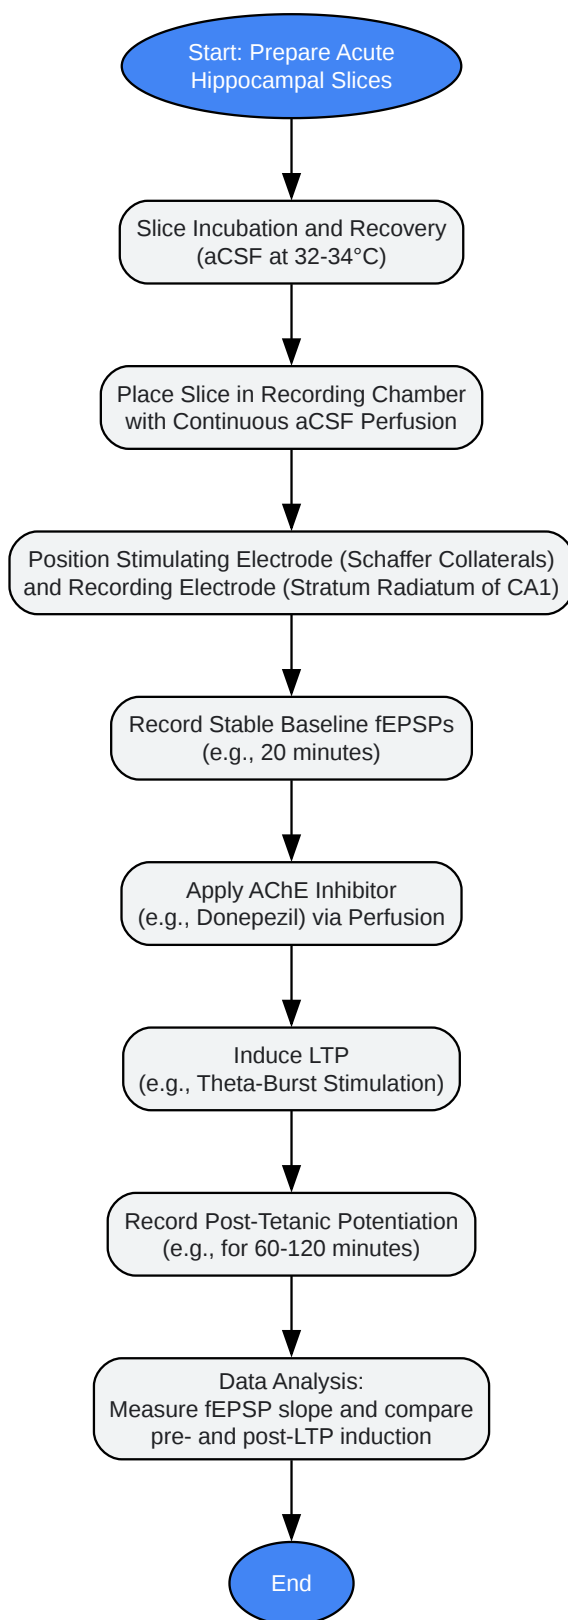 Start: Prepare Acute
Hippocampal Slices
Slice Incubation and Recovery
(aCSF at 32-34°C)
Place Slice in Recording Chamber
with Continuous aCSF Perfusion
Position Stimulating Electrode (Schaffer Collaterals)
and Recording Electrode (Stratum Radiatum of CA1)
Record Stable Baseline fEPSPs
(e.g., 20 minutes)
Apply AChE Inhibitor
(e.g., Donepezil) via Perfusion
Induce LTP
(e.g., Theta-Burst Stimulation)
Record Post-Tetanic Potentiation
(e.g., for 60-120 minutes)
Data Analysis:
Measure fEPSP slope and compare
pre- and post-LTP induction
End